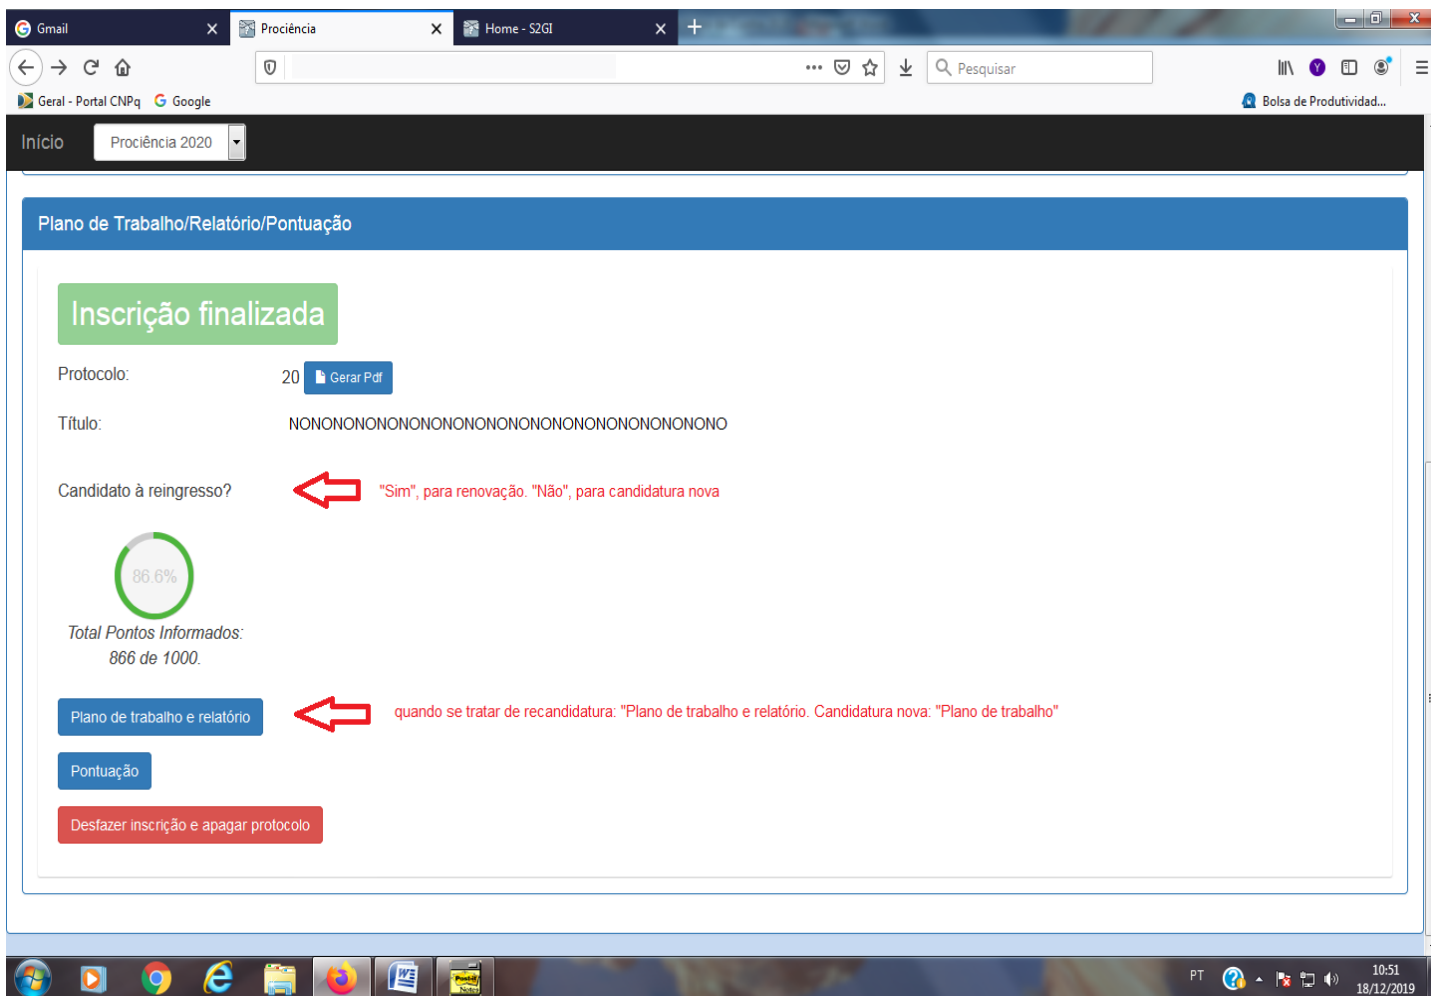 Gmail
Prociência
Home - S2GI
Pesquisar
Geral - Portal CNPq
Google
Bolsa de Produtividad...
Início
Prociência 2020
Plano de Trabalho/Relatório/Pontuação
Inscrição finalizada
Protocolo: 20 Gerar Pdf
Título: NONONONONONONONONONONONONONONONONONONO
Candidato à reingresso? "Sim", para renovação. "Não", para candidatura nova
86.6%
Total Pontos Informados:
866 de 1000.
Plano de trabalho e relatório quando se tratar de recandidatura: "Plano de trabalho e relatório. Candidatura nova: "Plano de trabalho"
Pontuação
Desfazer inscrição e apagar protocolo
PT
10:51
18/12/2019